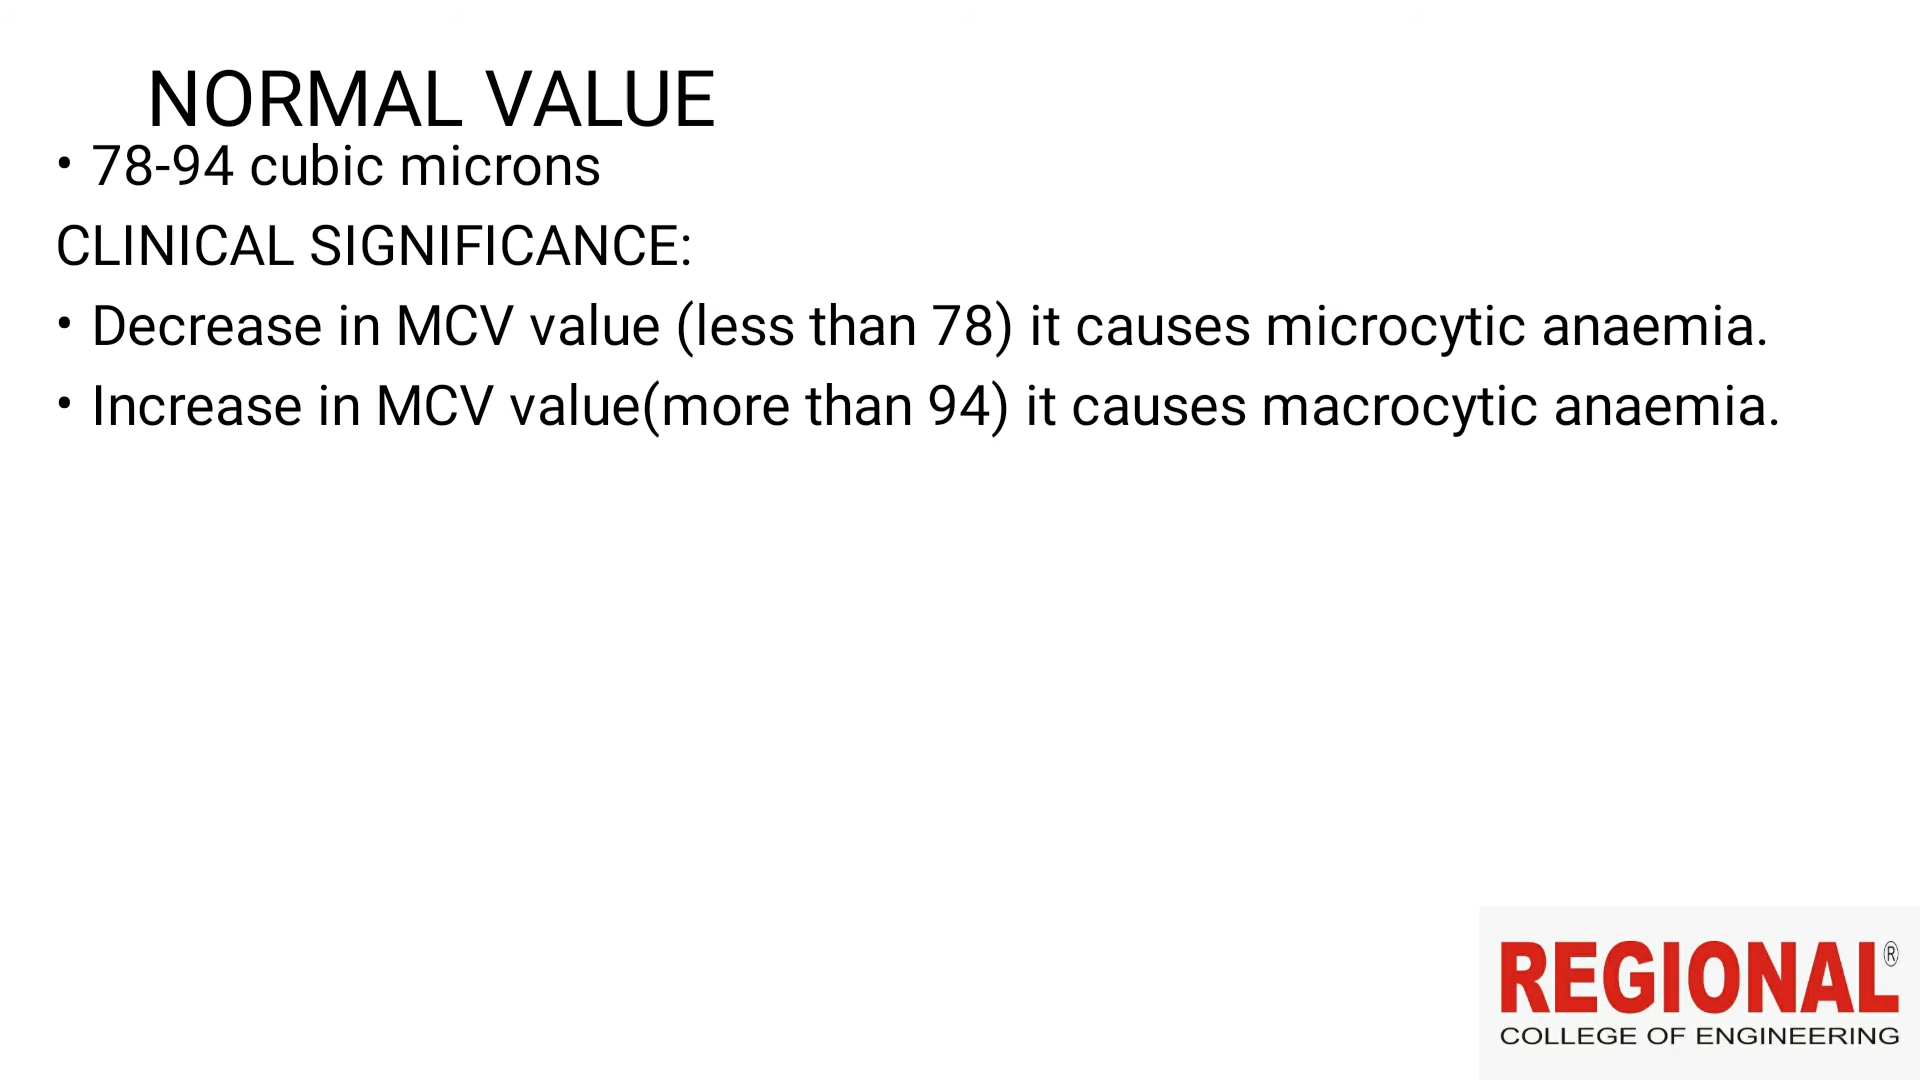 NORMAL VALUE
• 78-94 cubic microns
CLINICAL SIGNIFICANCE:
• Decrease in MCV value (less than 78) it causes microcytic anaemia.
• Increase in MCV value(more than 94) it causes macrocytic anaemia.
REGIONAL®
COLLEGE OF ENGINEERING